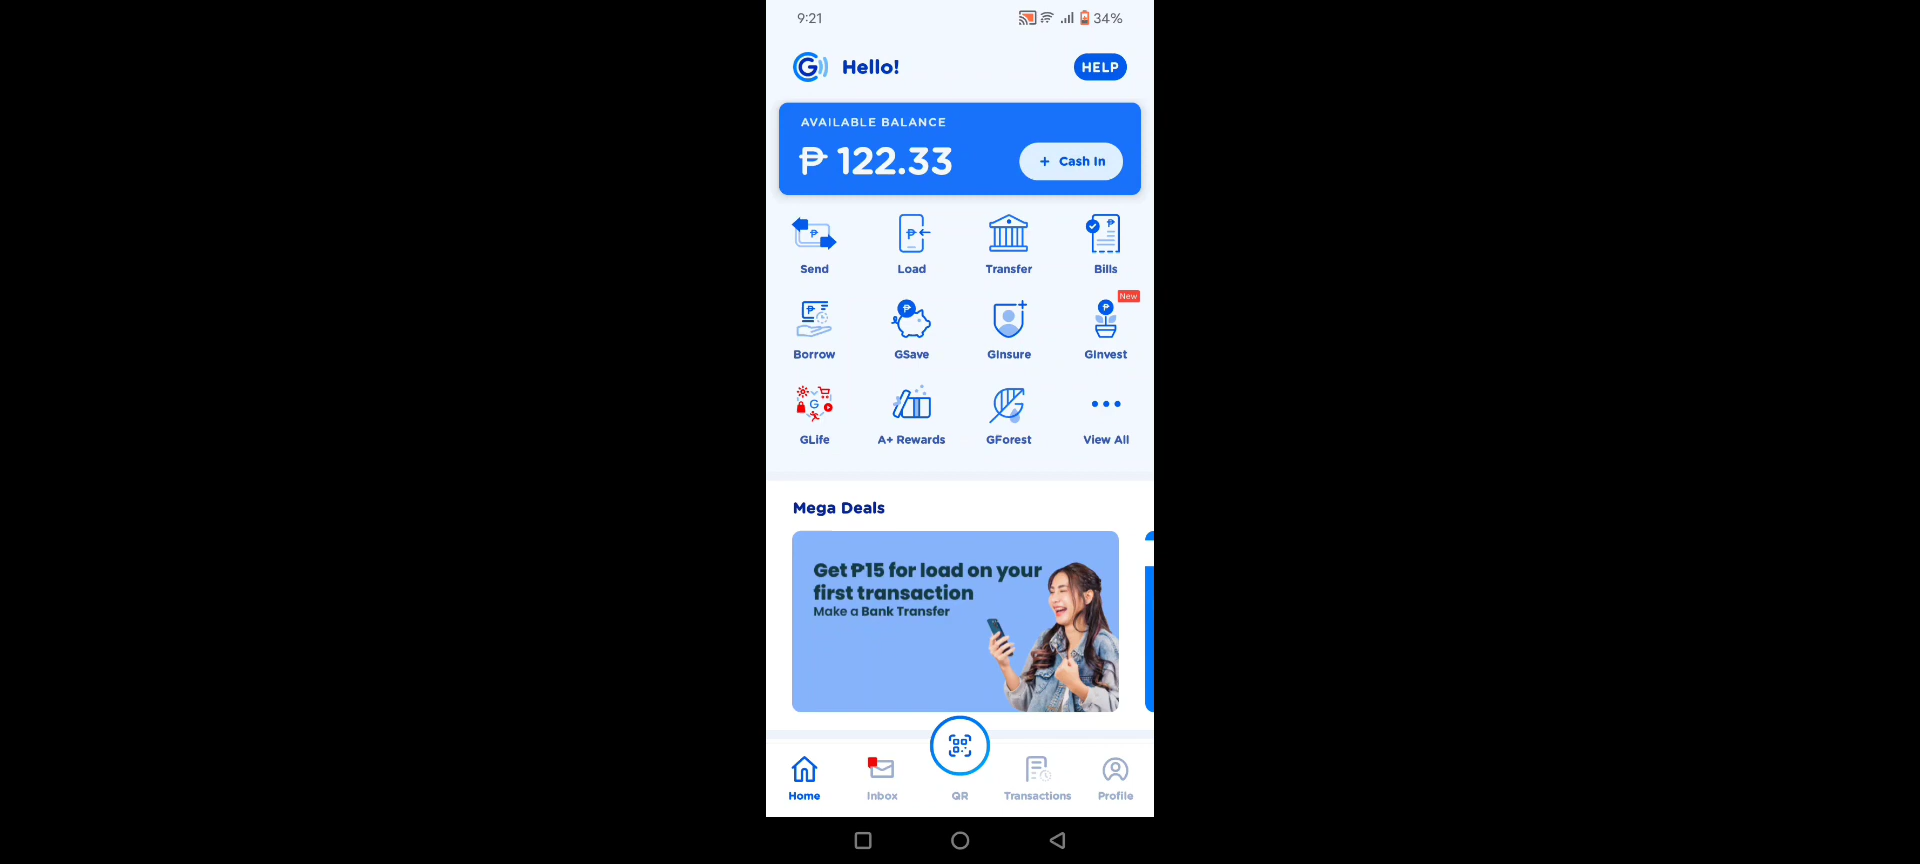 9:21
34%
G
Hello!
HELP
AVAILABLE BALANCE
₱ 122.33
+ Cash In
Send
Load
Transfer
Bills
New
Borrow
GSave
GInsure
GInvest
GLife
A+ Rewards
GForest
View All
Mega Deals
Get ₱15 for load on your
first transaction
Make a Bank Transfer
Home
Inbox
QR
Transactions
Profile